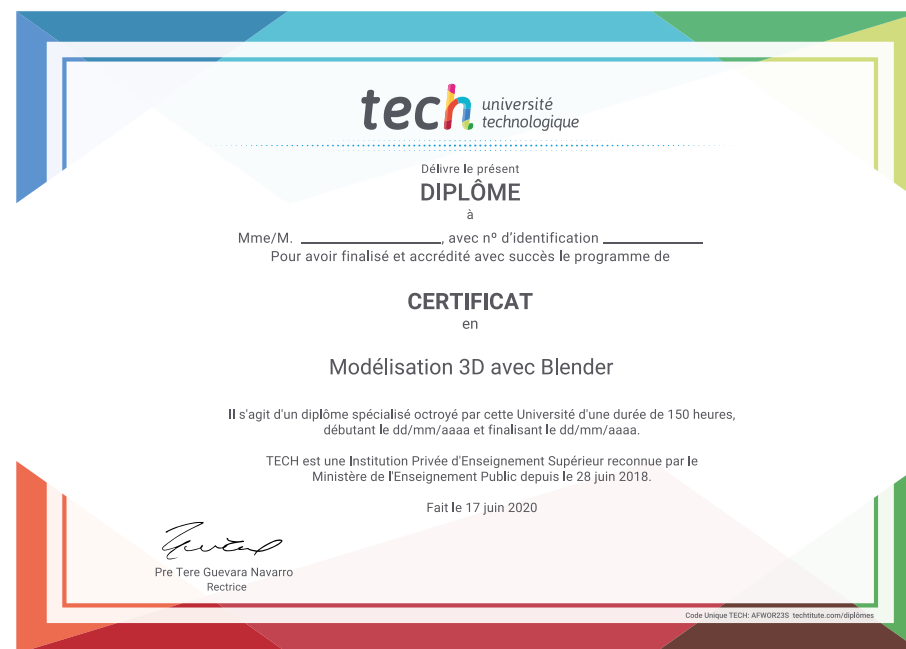 tech université
technologique
Délivre le présent
DIPLÔME
à
Mme/M. ____________________, avec nº d'identification ______________
Pour avoir finalisé et accrédité avec succès le programme de
CERTIFICAT
en
Modélisation 3D avec Blender
Il s'agit d'un diplôme spécialisé octroyé par cette Université d'une durée de 150 heures,
débutant le dd/mm/aaaa et finalisant le dd/mm/aaaa.
TECH est une Institution Privée d'Enseignement Supérieur reconnue par le
Ministère de l'Enseignement Public depuis le 28 juin 2018.
Fait le 17 juin 2020
Pre Tere Guevara Navarro
Rectrice
Code Unique TECH: AFWOR23S techtitute.com/diplômes